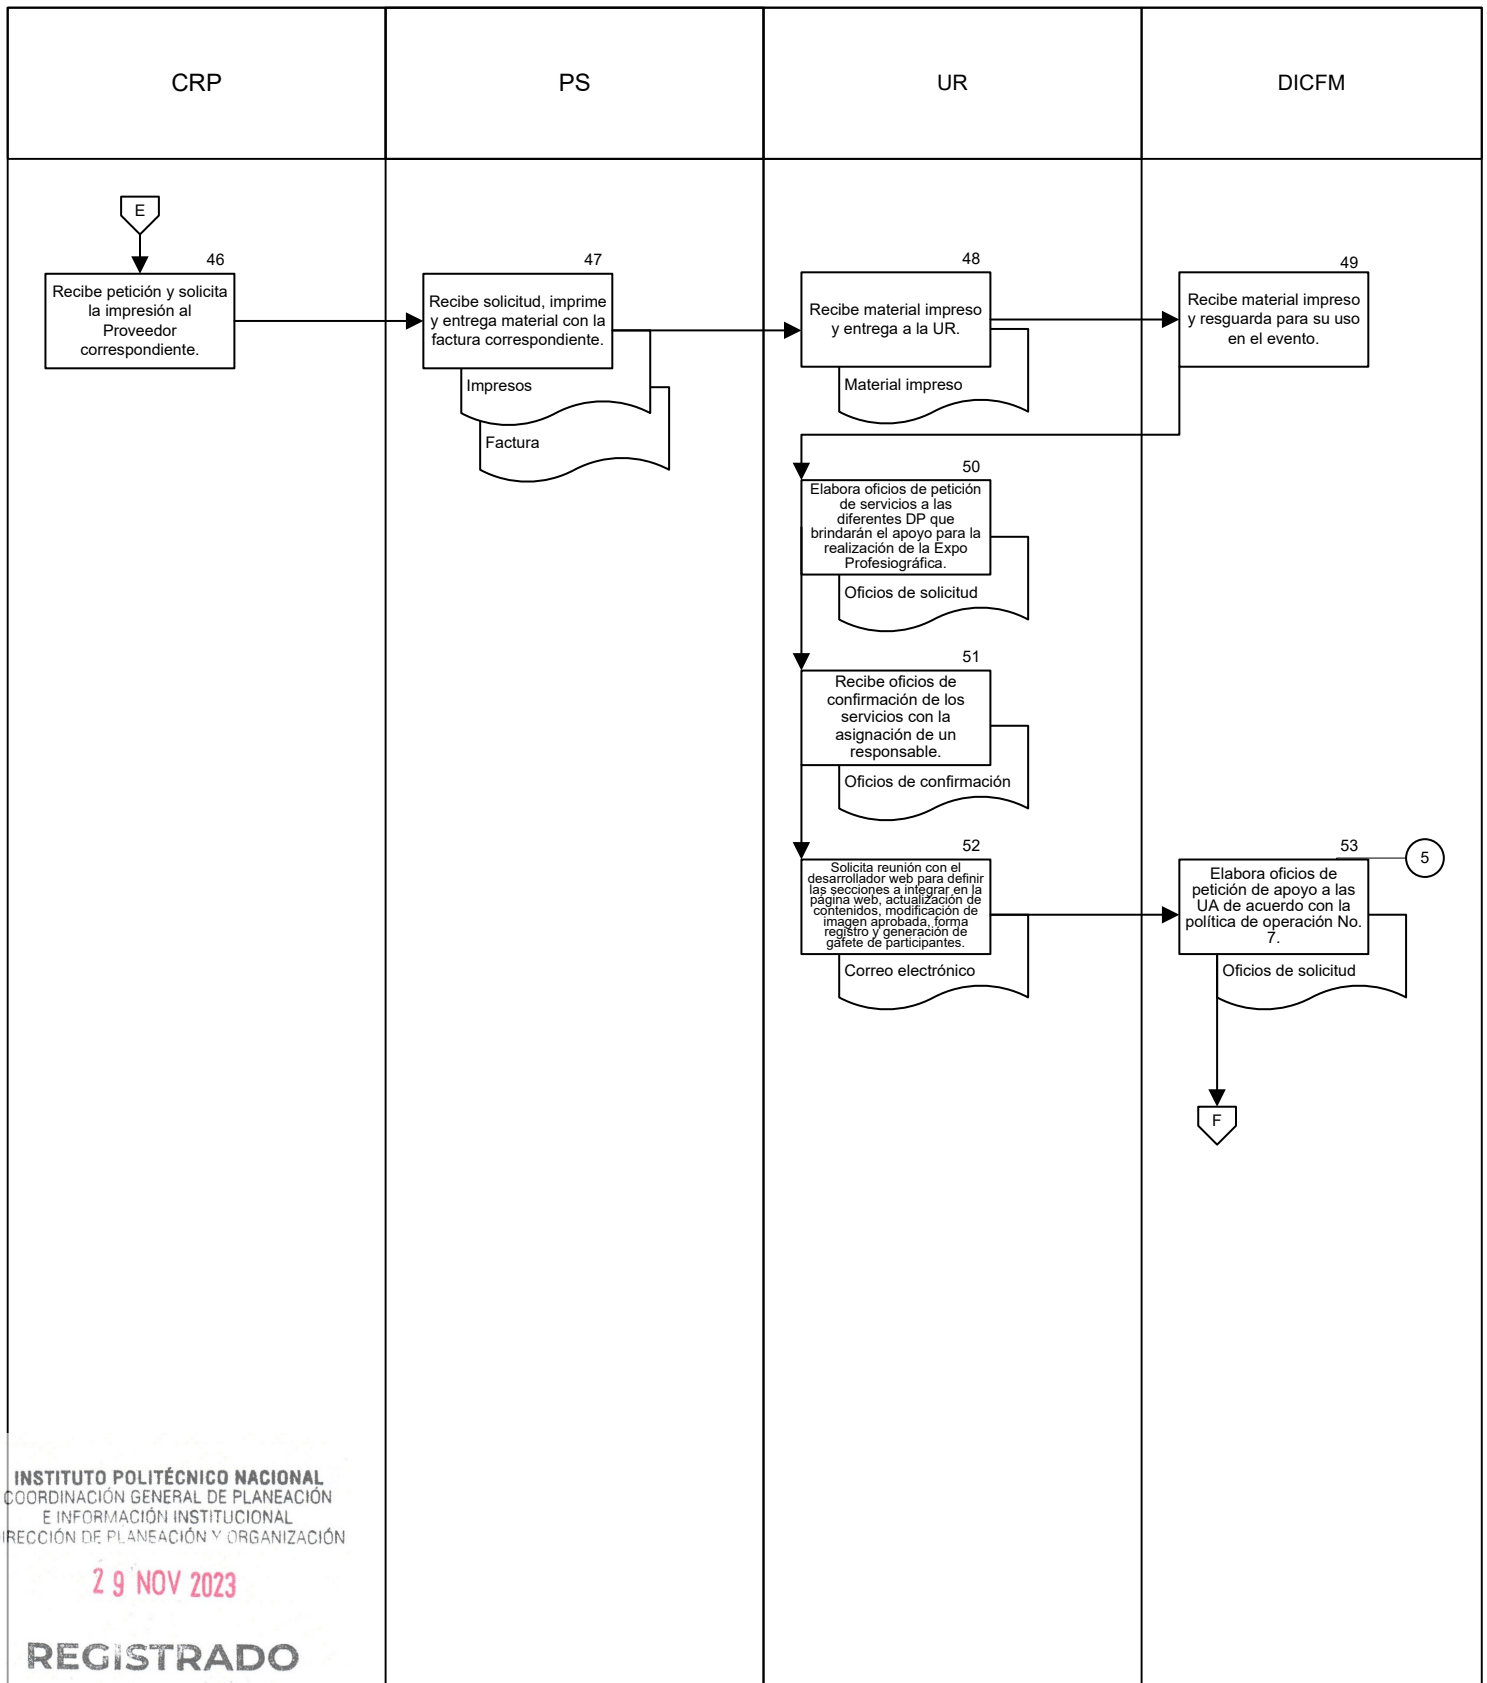 CRP
PS
UR
DICFM
E
46
Recibe petición y solicita
la impresión al
Proveedor
correspondiente.
47
Recibe solicitud, imprime
y entrega material con la
factura correspondiente.
Impresos
Factura
48
Recibe material impreso
y entrega a la UR.
Material impreso
49
Recibe material impreso
y resguarda para su uso
en el evento.
50
Elabora oficios de petición
de servicios a las
diferentes DP que
brindarán el apoyo para la
realización de la Expo
Profesiográfica.
Oficios de solicitud
51
Recibe oficios de
confirmación de los
servicios con la
asignación de un
responsable.
Oficios de confirmación
52
Solicita reunión con el
desarrollador web para definir
las secciones a integrar en la
página web, actualización de
contenidos, modificación de
imagen aprobada, forma
registro y generación de
gafete de participantes.
Correo electrónico
53
5
Elabora oficios de
petición de apoyo a las
UA de acuerdo con la
política de operación No.
7.
Oficios de solicitud
F
INSTITUTO POLITÉCNICO NACIONAL
COORDINACIÓN GENERAL DE PLANEACIÓN
E INFORMACIÓN INSTITUCIONAL
IRECCIÓN DE PLANEACIÓN Y ORGANIZACIÓN
29 NOV 2023
REGISTRADO